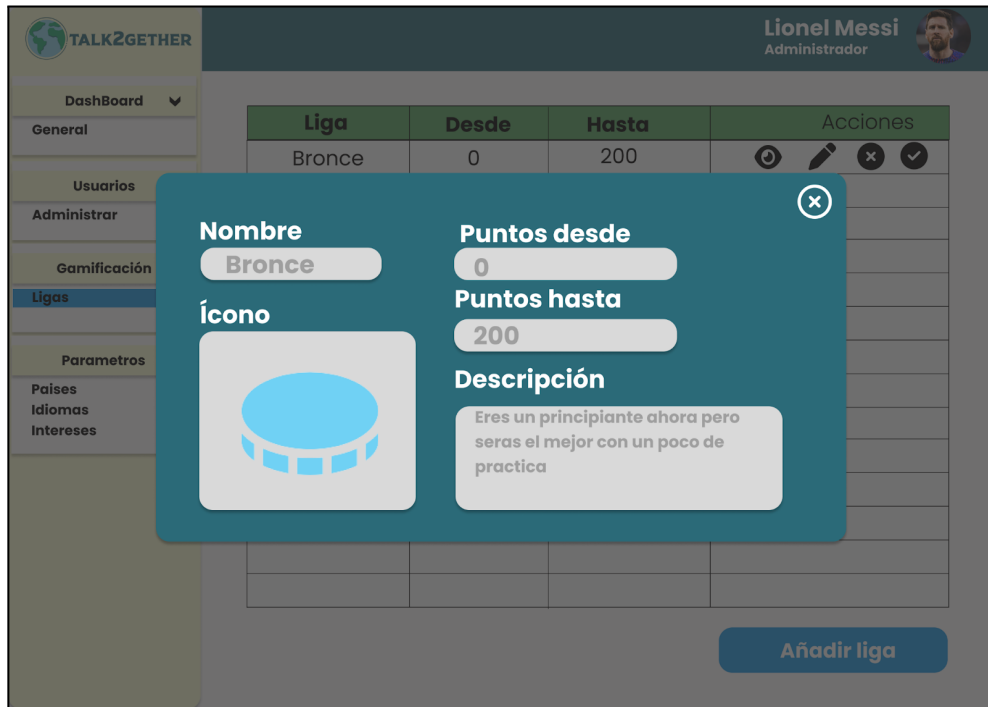 TALK2GETHER
Lionel Messi
Administrador
DashBoard
General
Usuarios
Administrar
Gamificación
Ligas
Parametros
Paises
Idiomas
Intereses
Liga Desde Hasta Acciones
Bronce 0 200
Nombre
Bronce
Ícono
Puntos desde
0
Puntos hasta
200
Descripción
Eres un principiante ahora pero
seras el mejor con un poco de
practica
Añadir liga